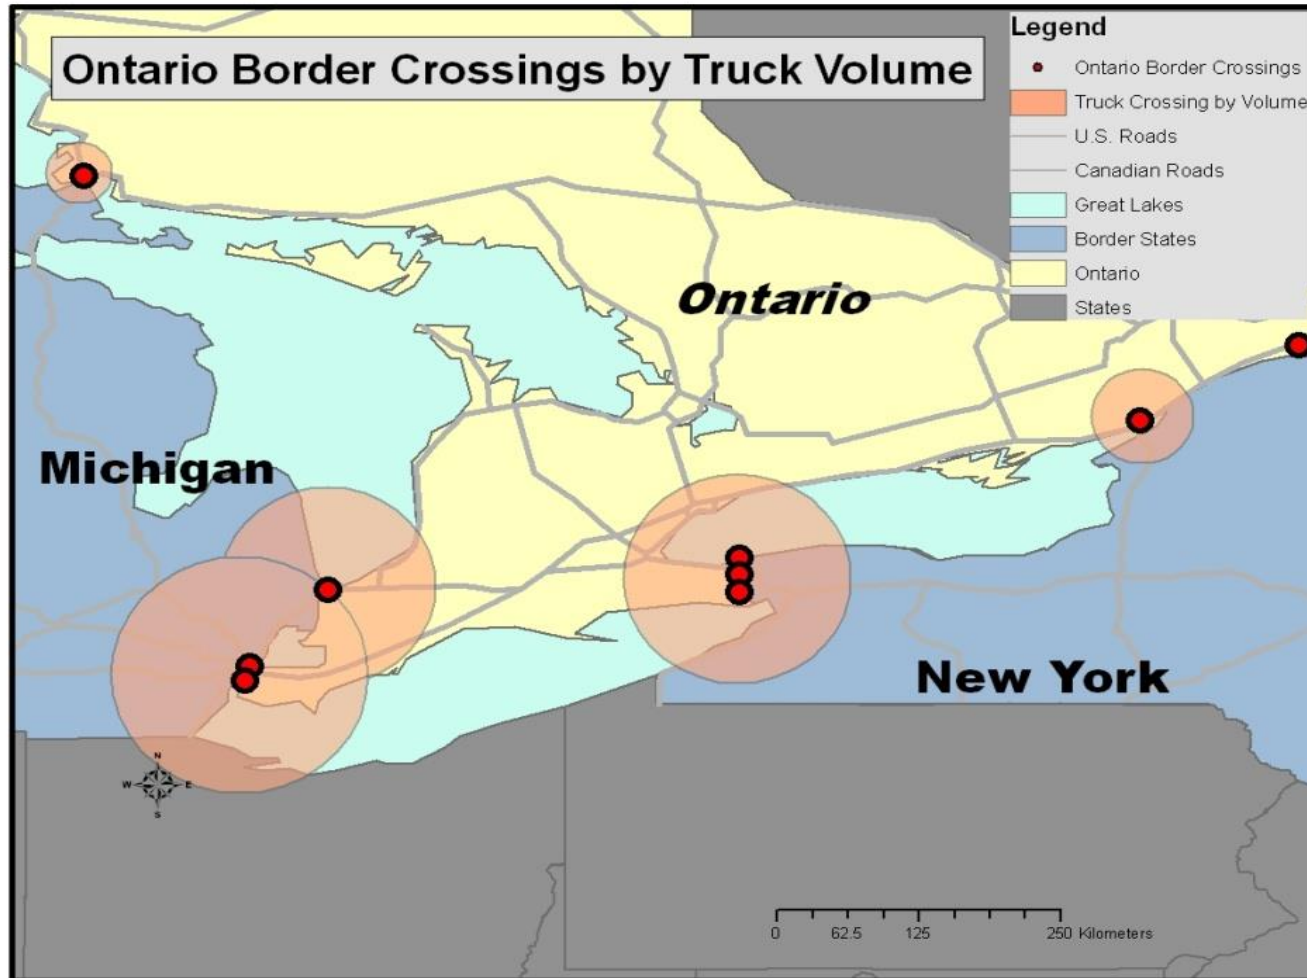 Ontario Border Crossings by Truck Volume
Legend
Ontario Border Crossings
Truck Crossing by Volume
U.S. Roads
Canadian Roads
Great Lakes
Border States
Ontario
States
Ontario
Michigan
New York
N
W E
S
0 62.5 125 250 Kilometers